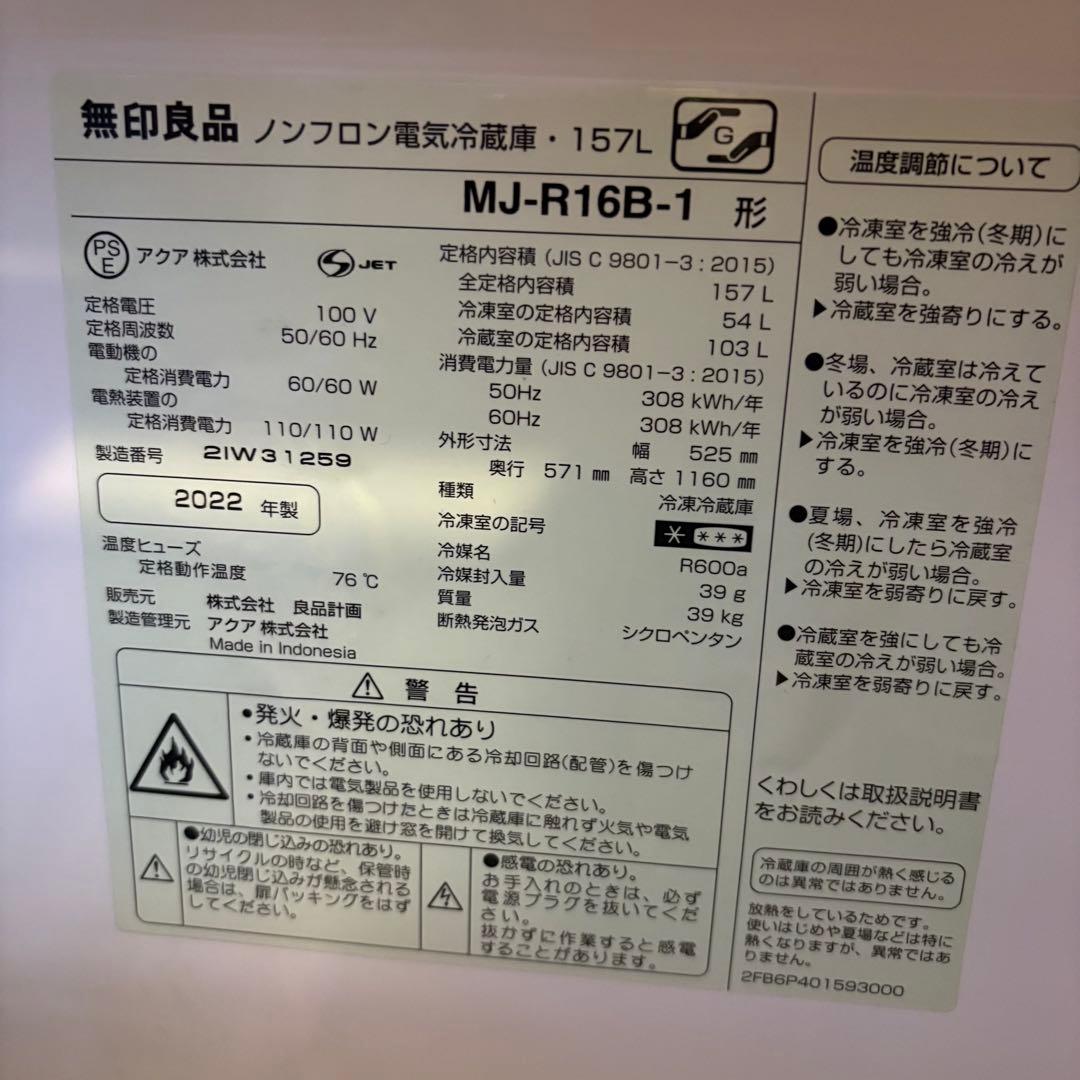 無印良品 ノンフロン電気冷蔵庫・157L G
MJ-R16B-1 形
PS
E アクア株式会社 S JET
定格電圧 100 V
定格周波数 50/60 Hz
電動機の
定格消費電力 60/60 W
電熱装置の
定格消費電力 110/110 W
製造番号 2IW31259
2022 年製
温度ヒューズ
定格動作温度 76℃
販売元 株式会社 良品計画
製造管理元 アクア株式会社
Made in Indonesia
定格内容積 (JIS C 9801-3:2015)
全定格内容積 157 L
冷凍室の定格内容積 54 L
冷蔵室の定格内容積 103 L
消費電力量 (JIS C 9801-3:2015)
50Hz 308 kWh/年
60Hz 308 kWh/年
外形寸法 幅 525 mm
奥行 571 mm 高さ 1160 mm
種類 冷凍冷蔵庫
冷凍室の記号 * ***
冷媒名 R600a
冷媒封入量 39 g
質量 39 kg
断熱発泡ガス シクロペンタン
⚠ 警告
●発火・爆発の恐れあり
・冷蔵庫の背面や側面にある冷却回路(配管)を傷つけ
ないでください。
・庫内では電気製品を使用しないでください。
・冷却回路を傷つけたときは冷蔵庫に触れず火気や電気
製品の使用を避け窓を開けて換気してください。
●幼児の閉じ込みの恐れあり。
リサイクルの時など、保管時
の幼児閉じ込みが懸念される
場合は、扉パッキングをはず
してください。
●感電の恐れあり。
お手入れのときは、必ず
電源プラグを抜いてくだ
さい。
抜かずに作業すると感電
することがあります。
温度調節について
●冷凍室を強冷(冬期)に
しても冷凍室の冷えが
弱い場合。
▶冷蔵室を強寄りにする。
●冬場、冷蔵室は冷えて
いるのに冷凍室の冷え
が弱い場合。
▶冷凍室を強冷(冬期)に
する。
●夏場、冷凍室を強冷
(冬期)にしたら冷蔵室
の冷えが弱い場合。
▶冷凍室を弱寄りに戻す。
●冷蔵室を強にしても冷
蔵室の冷えが弱い場合。
▶冷凍室を弱寄りに戻す。
くわしくは取扱説明書
をお読みください。
冷蔵庫の周囲が熱く感じる
のは異常ではありません。
放熱をしているためです。
使いはじめや夏場などは特に
熱くなりますが、異常ではあ
りません。
2FB6P401593000